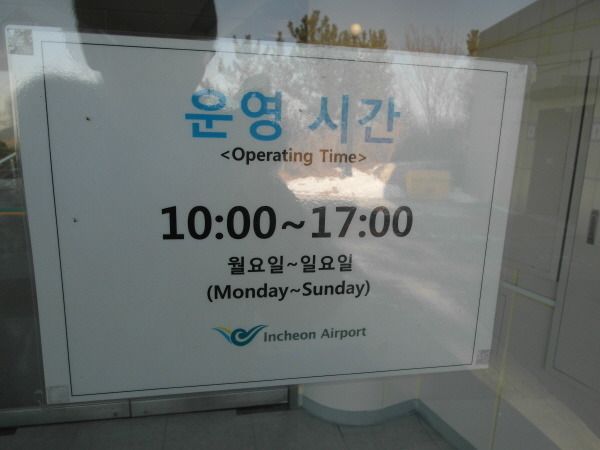 운영 시간
<Operating Time>
10:00~17:00
월요일~일요일
(Monday~Sunday)
Incheon Airport